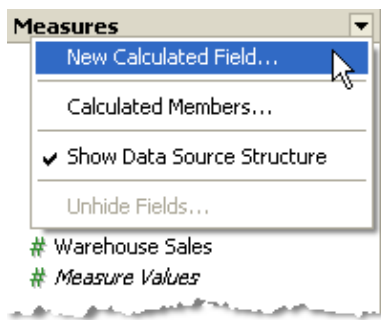 Measures
New Calculated Field...
Calculated Members...
Show Data Source Structure
Unhide Fields...
# Warehouse Sales
# Measure Values